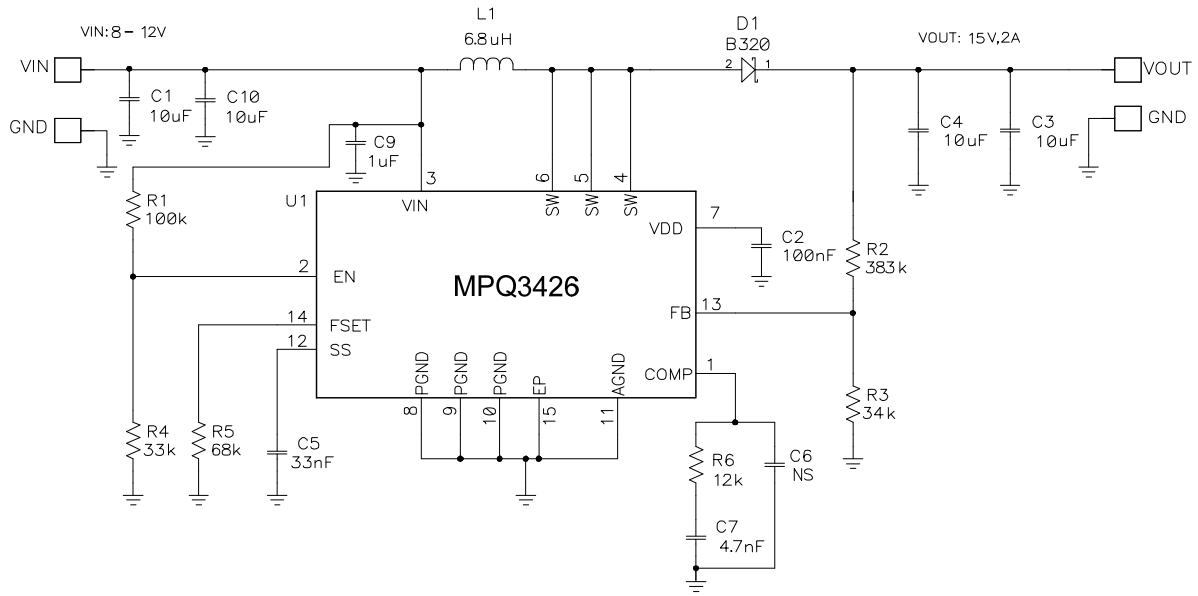 L1
6.8uH
D1
B320
VIN:8- 12V
VOUT: 15V,2A
2
1
VIN
VOUT
C1
10uF
C10
10uF
GND
GND
C4
10uF
C3
10uF
C9
1uF
3
6
5
4
U1
VIN
SW
SW
SW
R1
100k
7
VDD
C2
100nF
R2
383k
2
EN
MPQ3426
13
FB
14
FSET
12
SS
PGND
PGND
PGND
EP
AGND
COMP
1
8
9
10
15
11
R3
34k
R4
33k
R5
68k
C5
33nF
R6
12k
C6
NS
C7
4.7nF